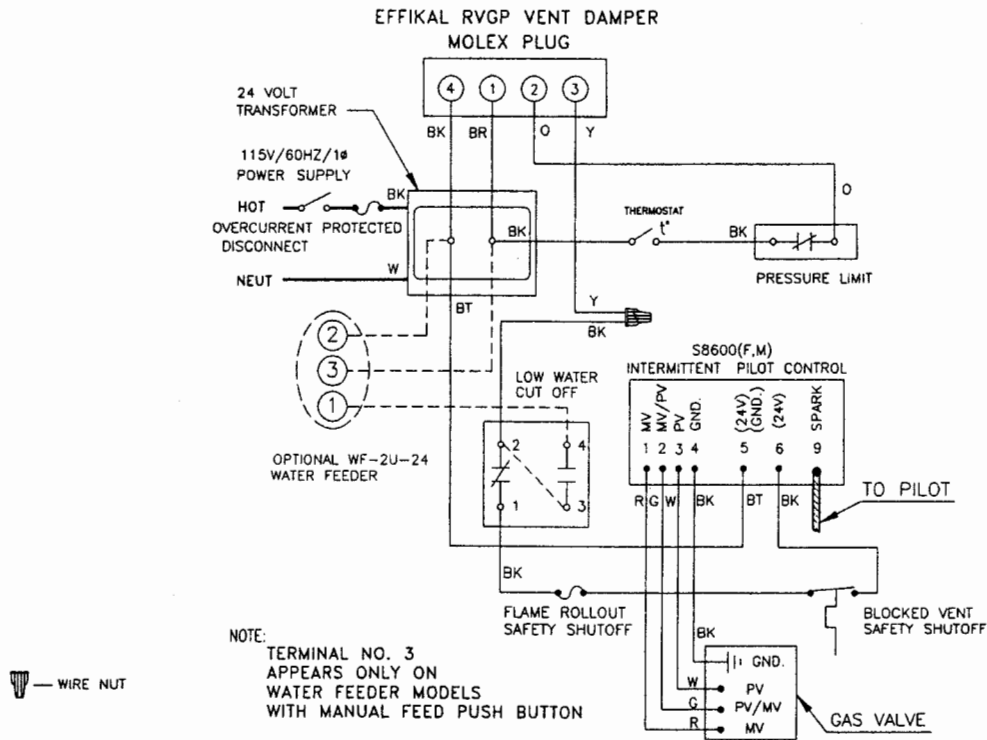 EFFIKAL RVGP VENT DAMPER
MOLEX PLUG
4 1 2 3
BK BR O Y
24 VOLT
TRANSFORMER
115V/60HZ/1ø
POWER SUPPLY
BK
HOT
OVERCURRENT PROTECTED
DISCONNECT
NEUT
W
BK
THERMOSTAT
t°
BK
O
PRESSURE LIMIT
BT
Y
BK
2
3
1
OPTIONAL WF-2U-24
WATER FEEDER
LOW WATER
CUT OFF
2 4
1 3
S8600(F,M)
INTERMITTENT PILOT CONTROL
MV MV/PV PV GND. (24V) (GND.) (24V) SPARK
1 2 3 4 5 6 9
R G W BK BT BK
TO PILOT
BK
FLAME ROLLOUT
SAFETY SHUTOFF
BLOCKED VENT
SAFETY SHUTOFF
BK
GND.
W PV
G PV/MV
R MV
GAS VALVE
NOTE:
TERMINAL NO. 3
APPEARS ONLY ON
WATER FEEDER MODELS
WITH MANUAL FEED PUSH BUTTON
— WIRE NUT